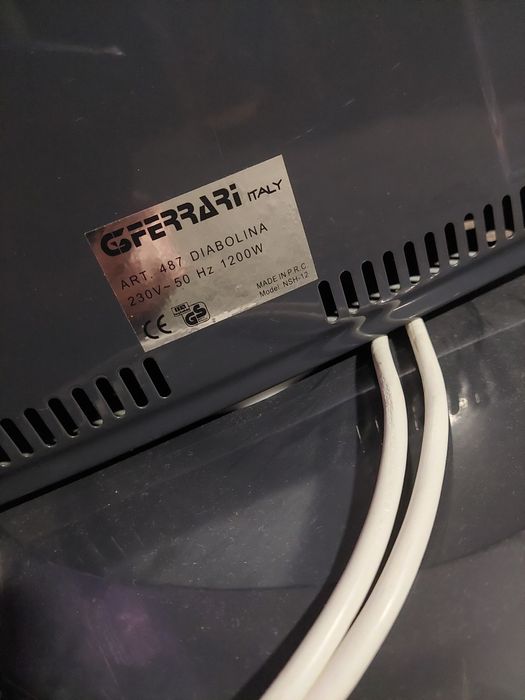 G3FERRARI ITALY
ART. 487 DIABOLINA
230V~50 Hz 1200W
MADE IN P.R.C
Model: NSH-12
CE GS